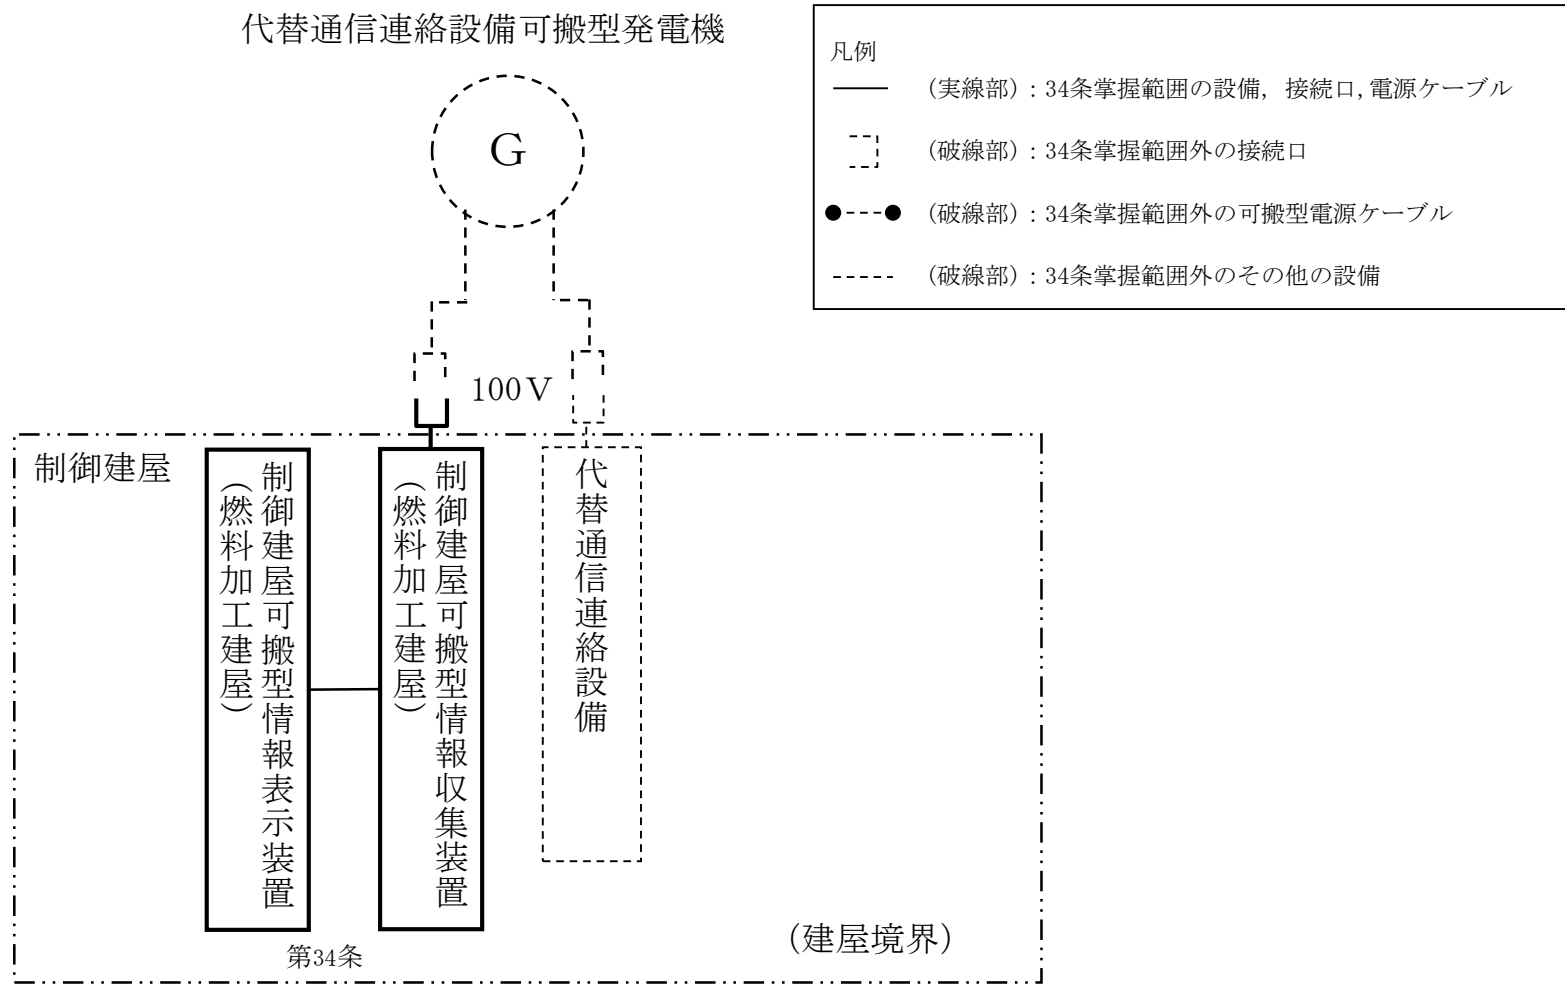 代替通信連絡設備可搬型発電機
G
100V
凡例
(実線部):34条掌握範囲の設備,接続口,電源ケーブル
(破線部):34条掌握範囲外の接続口
(破線部):34条掌握範囲外の可搬型電源ケーブル
(破線部):34条掌握範囲外のその他の設備
制御建屋
制御建屋可搬型情報表示装置
(燃料加工建屋)
制御建屋可搬型情報収集装置
(燃料加工建屋)
代替通信連絡設備
第34条
(建屋境界)